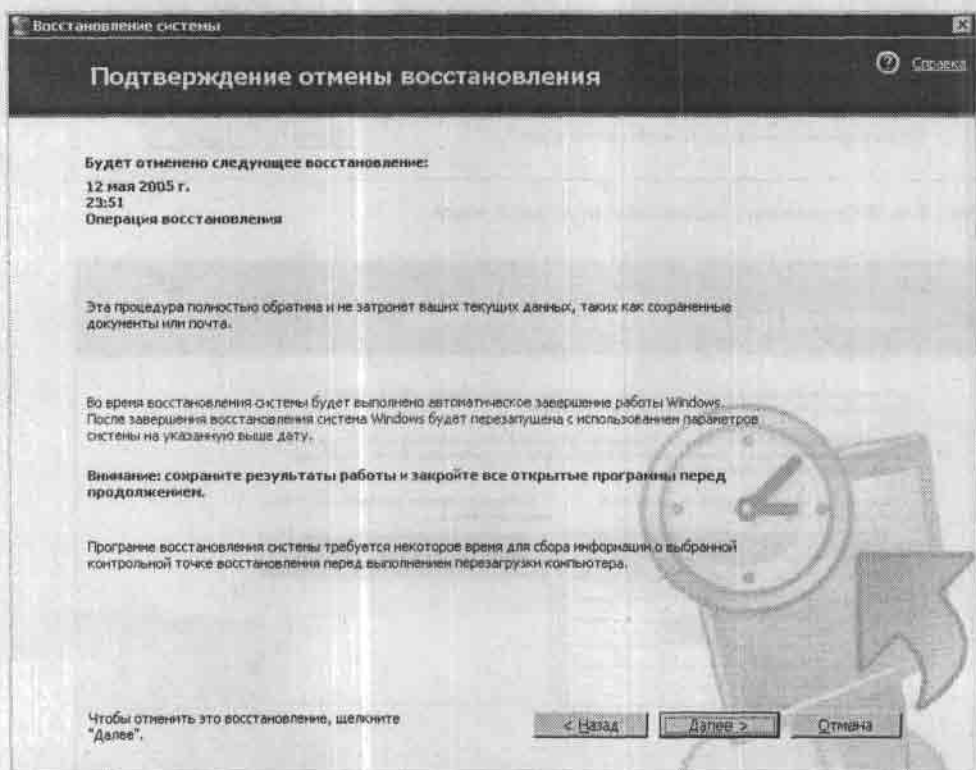 Восстановление системы
Подтверждение отмены восстановления
Справка
Будет отменено следующее восстановление:
12 мая 2005 г.
23:51
Операция восстановления
Эта процедура полностью обратима и не затронет ваших текущих данных, таких как сохраненные
документы или почта.
Во время восстановления системы будет выполнено автоматическое завершение работы Windows.
После завершения восстановления система Windows будет перезапущена с использованием параметров
системы на указанную выше дату.
Внимание: сохраните результаты работы и закройте все открытые программы перед
продолжением.
Программе восстановления системы требуется некоторое время для сбора информации о выбранной
контрольной точке восстановления перед выполнением перезагрузки компьютера.
Чтобы отменить это восстановление, щелкните
"Далее".
< Назад
Далее >
Отмена